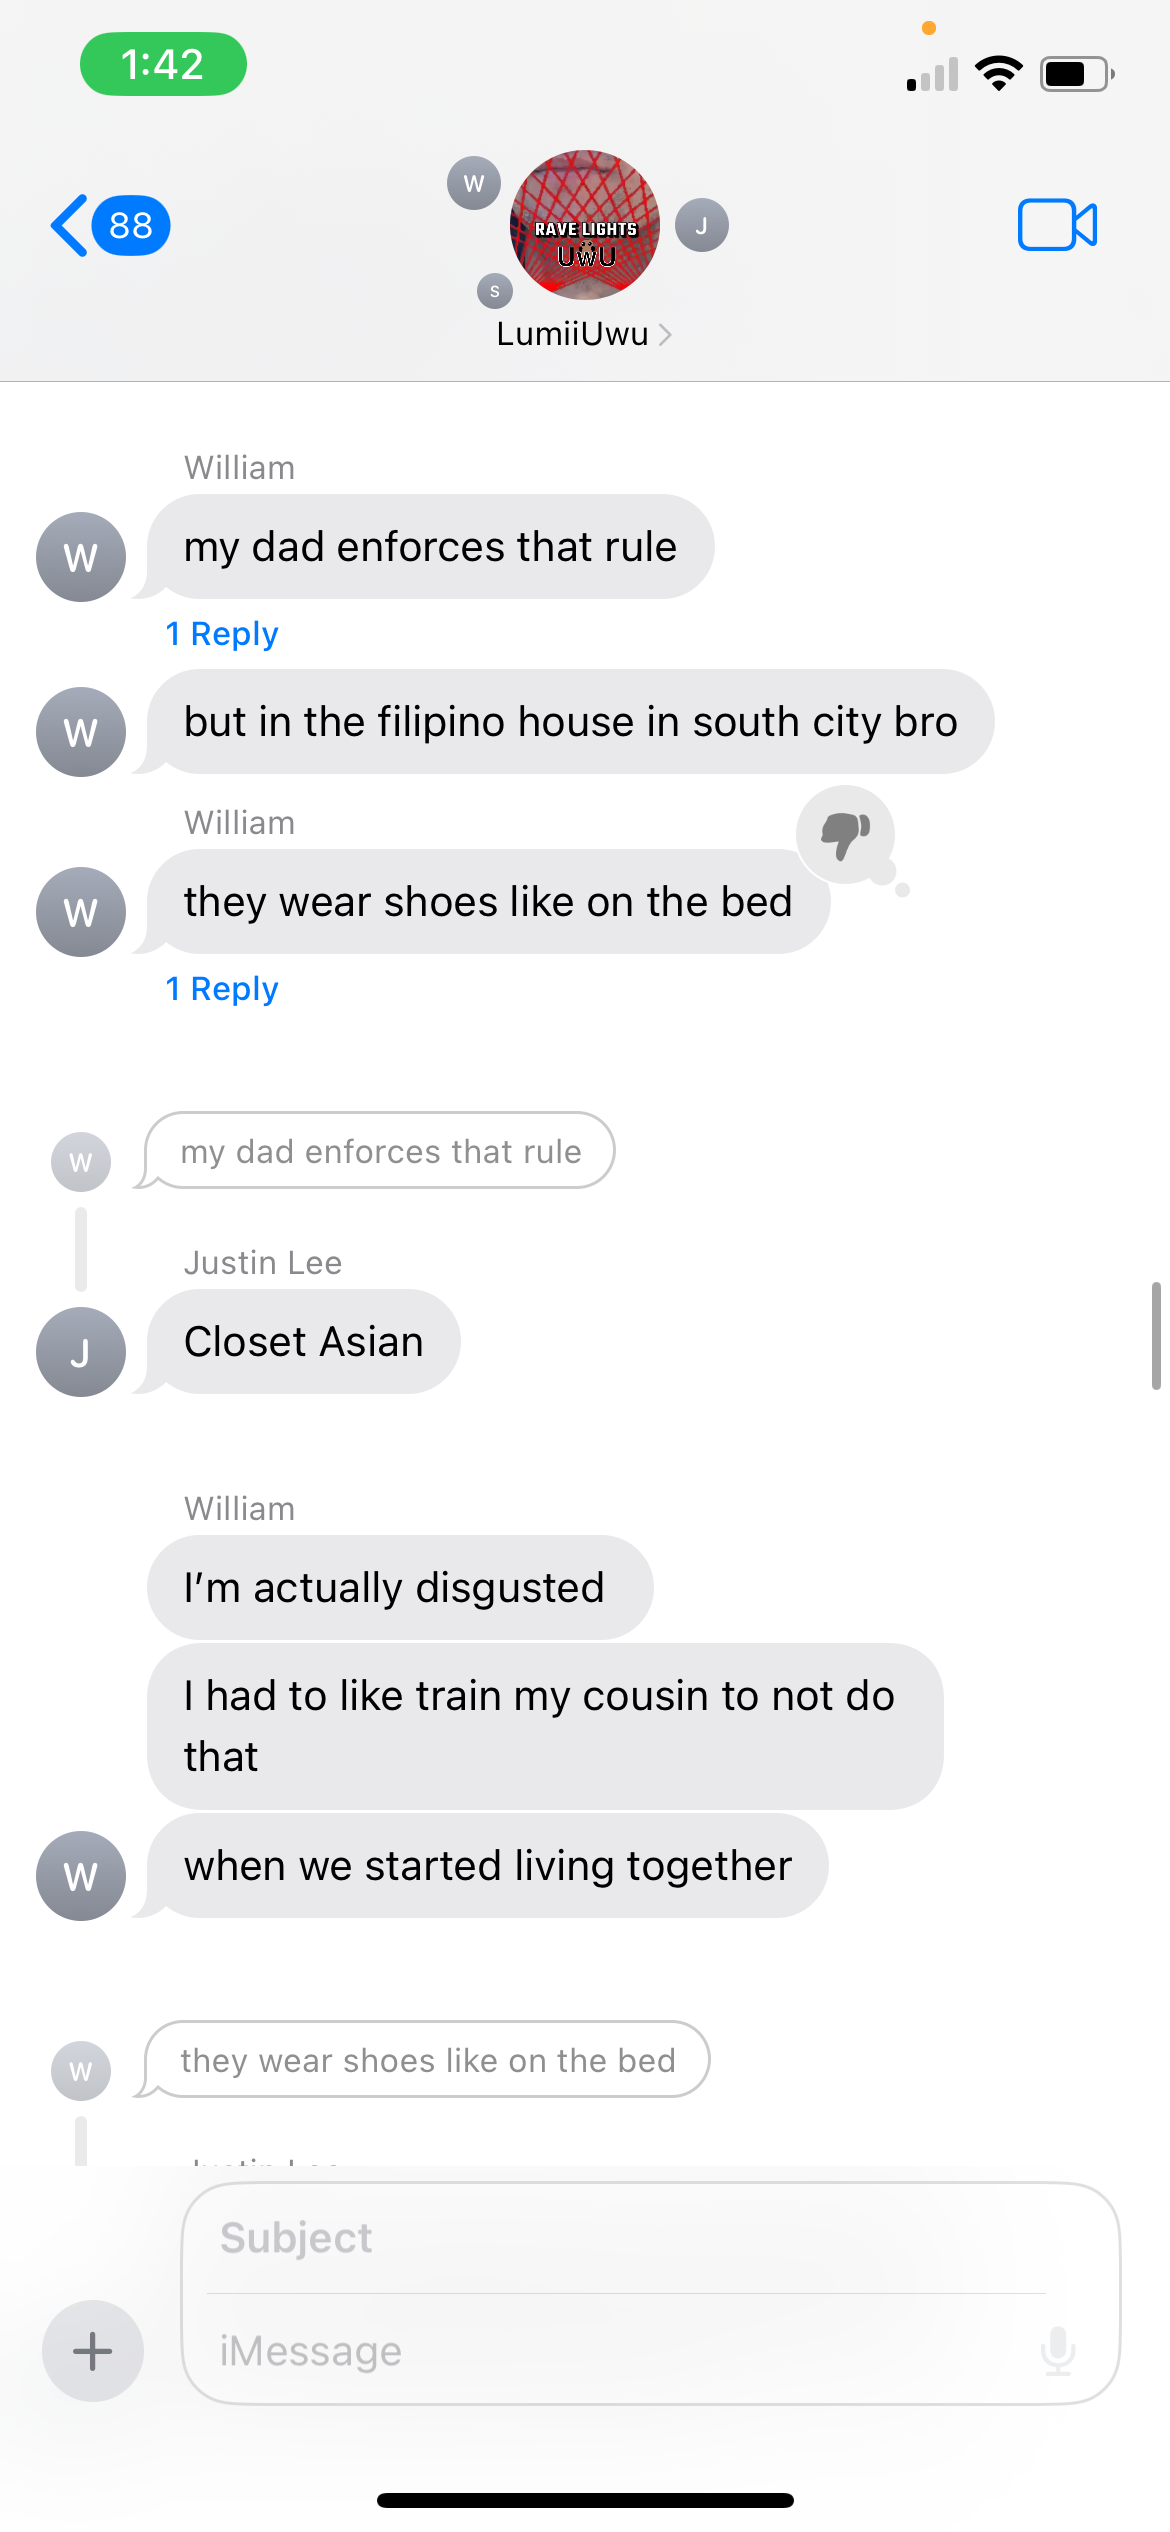 1:42
88
W
RAVE LIGHTS
UWU
J
S
LumiiUwu
William
W
my dad enforces that rule
1 Reply
W
but in the filipino house in south city bro
William
W
they wear shoes like on the bed
1 Reply
W
my dad enforces that rule
Justin Lee
J
Closet Asian
William
I'm actually disgusted
I had to like train my cousin to not do
that
W
when we started living together
W
they wear shoes like on the bed
Justin Lee
Subject
iMessage